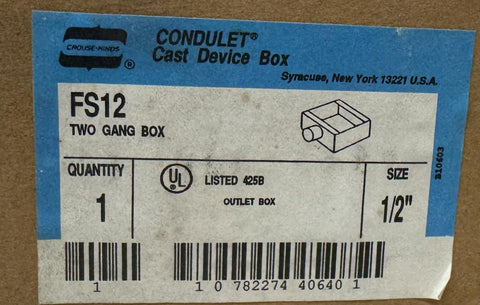 CROUSE-HINDS
®
CONDULET®
Cast Device Box
Syracuse, New York 13221 U.S.A.
FS12
TWO GANG BOX
B10603
QUANTITY
1
UL
®
LISTED 425B
OUTLET BOX
SIZE
1/2"
1
1 0 782274 40640 1